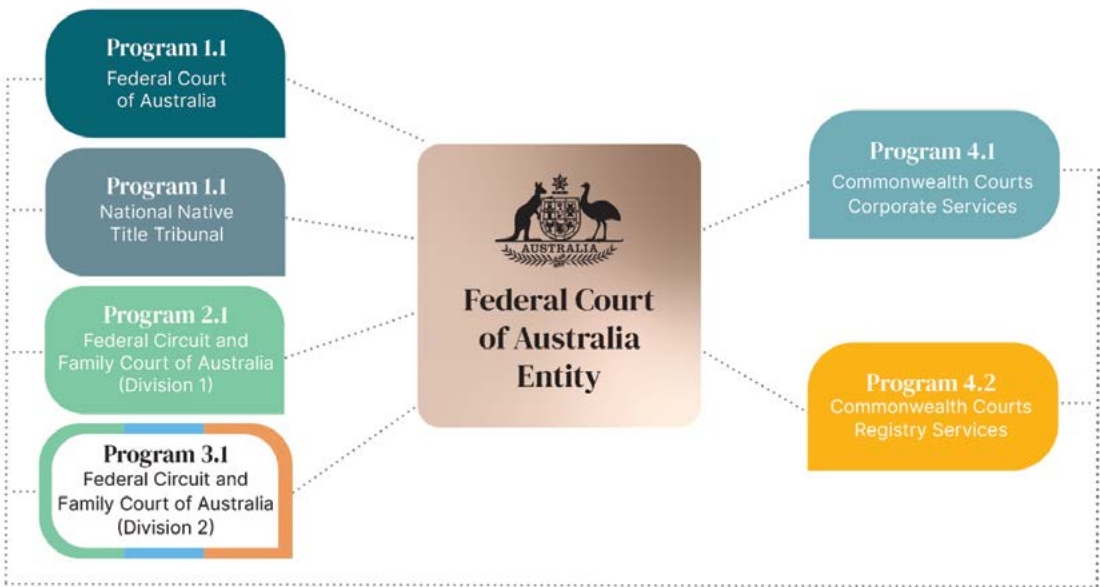 Program 1.1
Federal Court
of Australia
Program 1.1
National Native
Title Tribunal
Program 2.1
Federal Circuit and
Family Court of Australia
(Division 1)
Program 3.1
Federal Circuit and
Family Court of Australia
(Division 2)
AUSTRALIA
Federal Court
of Australia
Entity
Program 4.1
Commonwealth Courts
Corporate Services
Program 4.2
Commonwealth Courts
Registry Services